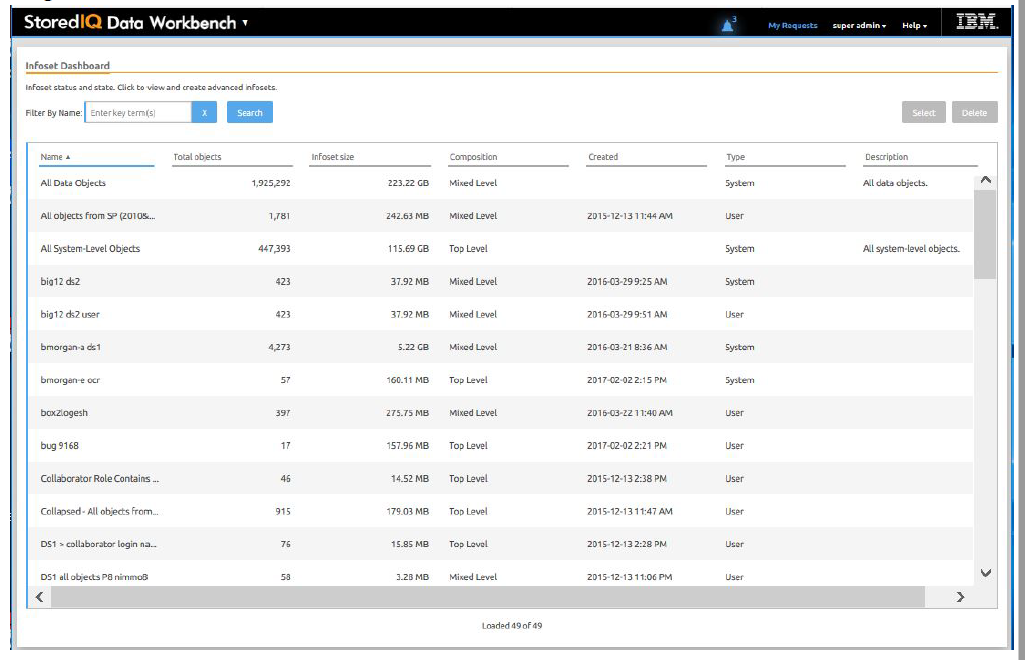 StoredIQ Data Workbench ▾ 3 My Requests super admin ▾ Help ▾ IBM.
Infoset Dashboard
Infoset status and state. Click to view and create advanced infosets.
Filter By Name: Enter key term(s) X Search Select Delete
Name ▲ Total objects Infoset size Composition Created Type Description
All Data Objects 1,925,292 223.22 GB Mixed Level System All data objects.
All objects from SP (2010&... 1,781 242.63 MB Mixed Level 2015-12-13 11:44 AM User
All System-Level Objects 447,393 115.69 GB Top Level System All system-level objects.
big12 ds2 423 37.92 MB Mixed Level 2016-03-29 9:25 AM System
big12 ds2 user 423 37.92 MB Mixed Level 2016-03-29 9:51 AM User
bmorgan-a ds1 4,273 5.22 GB Mixed Level 2016-03-21 8:36 AM System
bmorgan-e ocr 57 160.11 MB Top Level 2017-02-02 2:15 PM System
box2logesh 397 275.75 MB Mixed Level 2016-03-22 11:40 AM User
bug 9168 17 157.96 MB Top Level 2017-02-02 2:21 PM User
Collaborator Role Contains ... 46 14.52 MB Top Level 2015-12-13 2:38 PM User
Collapsed - All objects from... 915 179.03 MB Top Level 2015-12-13 11:47 AM User
DS1 > collaborator login na... 76 15.85 MB Top Level 2015-12-13 2:28 PM User
DS1 all objects P8 nimmo8 58 3.28 MB Mixed Level 2015-12-13 11:06 PM User
Loaded 49 of 49